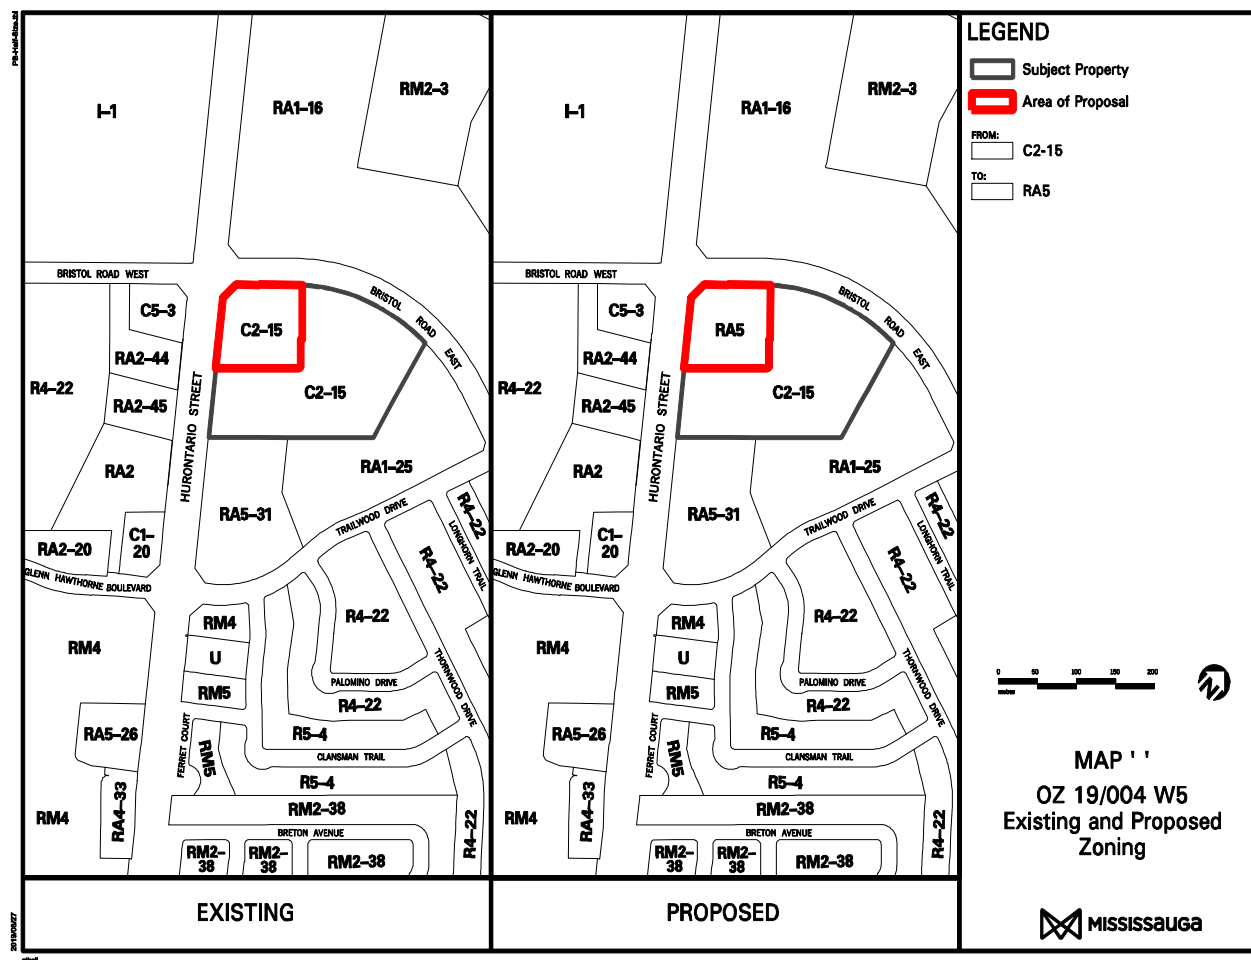 PB-Half-Size.tbl
I-1
RA1-16
RM2-3
BRISTOL ROAD WEST
BRISTOL ROAD EAST
C5-3
C2-15
RA2-44
R4-22
HURONTARIO STREET
C2-15
RA2-45
RA2
RA1-25
RA5-31
TRAILWOOD DRIVE
R4-22
LONGHORN TRAIL
C1-
20
RA2-20
GLENN HAWTHORNE BOULEVARD
R4-22
R4-22
RM4
RM4
U
RM5
PALOMINO DRIVE
THORNWOOD DRIVE
R4-22
RA5-26
FERRET COURT
RM5
R5-4
CLANSMAN TRAIL
R5-4
RM4
RA4-33
RM2-38
BRETON AVENUE
R4-22
RM2-
38
RM2-
38
RM2-38
EXISTING
I-1
RA1-16
RM2-3
BRISTOL ROAD WEST
BRISTOL ROAD EAST
C5-3
RA5
RA2-44
R4-22
HURONTARIO STREET
C2-15
RA2-45
RA2
RA1-25
RA5-31
TRAILWOOD DRIVE
R4-22
LONGHORN TRAIL
C1-
20
RA2-20
GLENN HAWTHORNE BOULEVARD
R4-22
R4-22
RM4
RM4
U
RM5
PALOMINO DRIVE
THORNWOOD DRIVE
R4-22
RA5-26
FERRET COURT
RM5
R5-4
CLANSMAN TRAIL
R5-4
RM4
RA4-33
RM2-38
BRETON AVENUE
R4-22
RM2-
38
RM2-
38
RM2-38
PROPOSED
LEGEND
Subject Property
Area of Proposal
FROM:
C2-15
TO:
RA5
0 50 100 150 200
metres
N
MAP ' '
OZ 19/004 W5
Existing and Proposed
Zoning
MISSISSAUGA